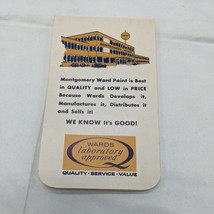 Montgomery Ward Paint is Best
in QUALITY and LOW in PRICE
Because Wards Develops it,
Manufactures it, Distributes it
and Sells it!
WE KNOW It's GOOD!
WARDS
laboratory
approved
QUALITY-SERVICE-VALUE